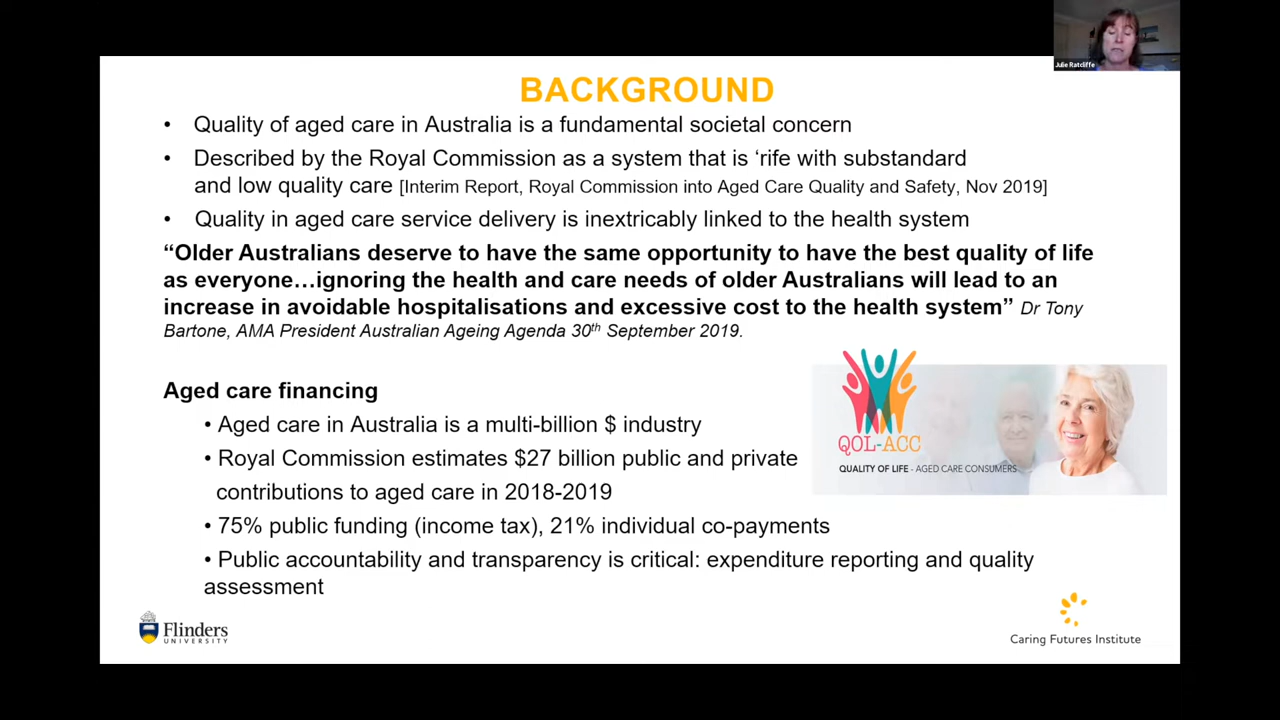 Julie Ratcliffe
BACKGROUND
• Quality of aged care in Australia is a fundamental societal concern
• Described by the Royal Commission as a system that is ‘rife with substandard
and low quality care [Interim Report, Royal Commission into Aged Care Quality and Safety, Nov 2019]
• Quality in aged care service delivery is inextricably linked to the health system
“Older Australians deserve to have the same opportunity to have the best quality of life
as everyone…ignoring the health and care needs of older Australians will lead to an
increase in avoidable hospitalisations and excessive cost to the health system” Dr Tony
Bartone, AMA President Australian Ageing Agenda 30th September 2019.
Aged care financing
• Aged care in Australia is a multi-billion $ industry
• Royal Commission estimates $27 billion public and private
contributions to aged care in 2018-2019
• 75% public funding (income tax), 21% individual co-payments
• Public accountability and transparency is critical: expenditure reporting and quality
assessment
QOL-ACC
QUALITY OF LIFE - AGED CARE CONSUMERS
Flinders
UNIVERSITY
Caring Futures Institute